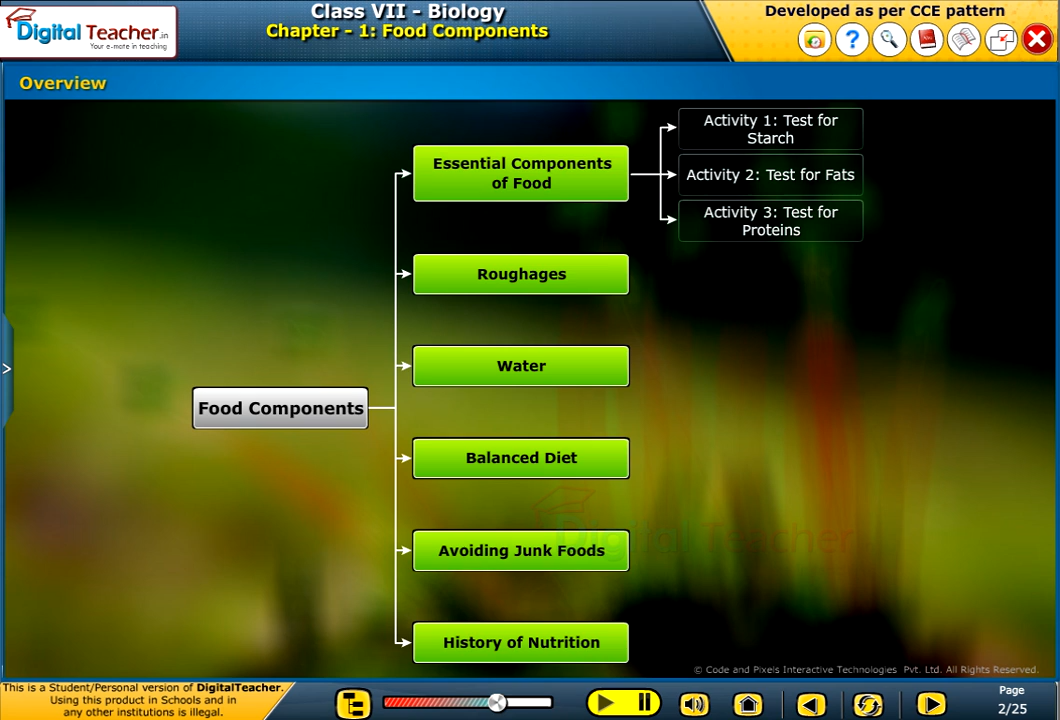 Digital Teacher.in
Your e-mate in teaching
Class VII - Biology
Chapter - 1: Food Components
Developed as per CCE pattern
?
Overview
Activity 1: Test for
Starch
Essential Components
of Food
Activity 2: Test for Fats
Activity 3: Test for
Proteins
Roughages
Water
>
Food Components
Balanced Diet
Digital Teacher
Avoiding Junk Foods
History of Nutrition
© Code and Pixels Interactive Technologies Pvt. Ltd. All Rights Reserved.
This is a Student/Personal version of DigitalTeacher.
Using this product in Schools and in
any other institutions is illegal.
Page
2/25